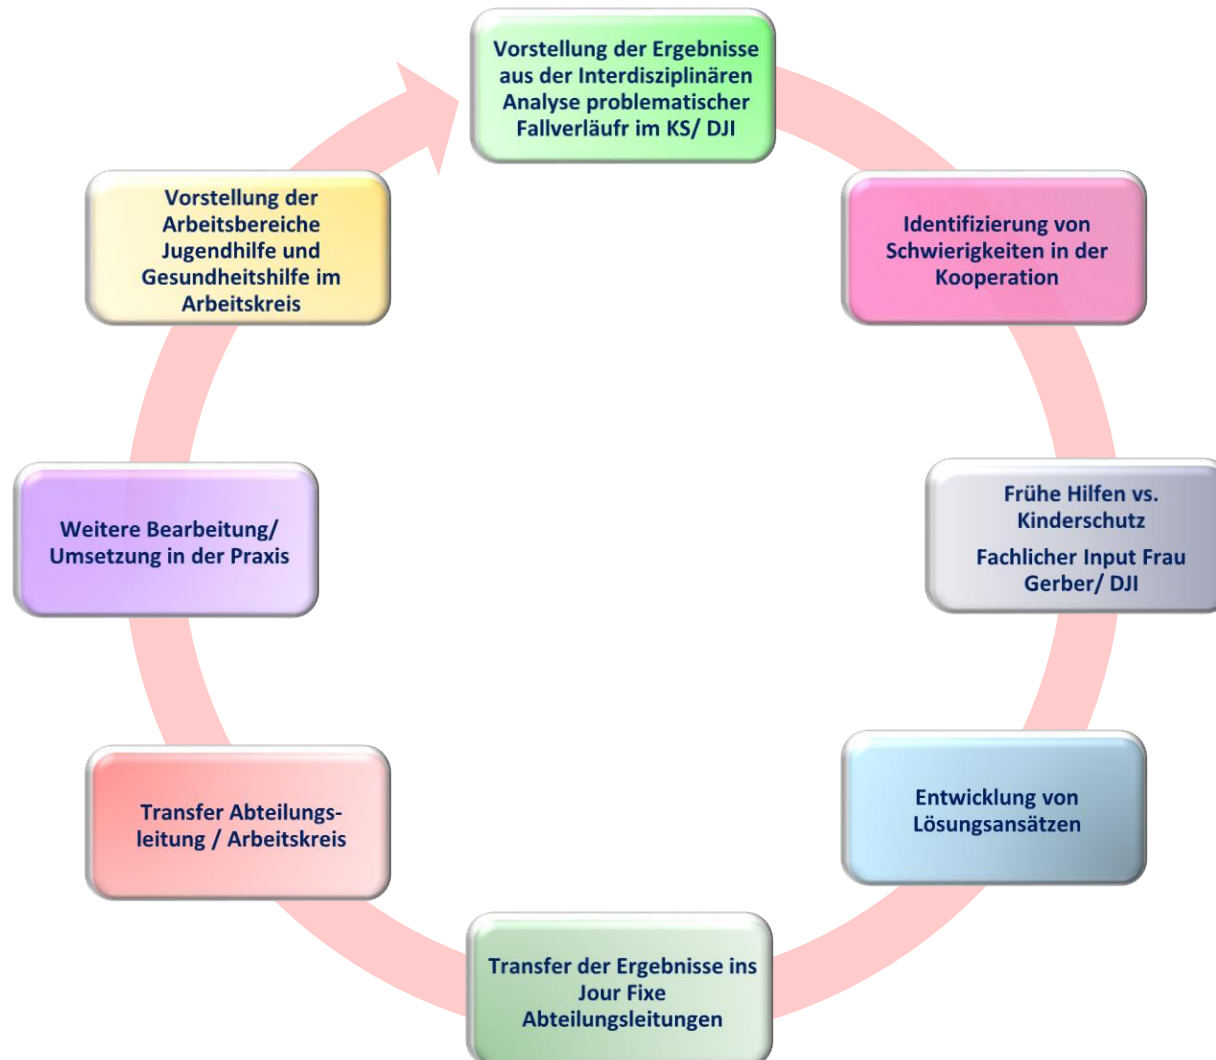 Vorstellung der Ergebnisse
aus der Interdisziplinären
Analyse problematischer
Fallverläufr im KS/ DJI
Identifizierung von
Schwierigkeiten in der
Kooperation
Frühe Hilfen vs.
Kinderschutz
Fachlicher Input Frau
Gerber/ DJI
Entwicklung von
Lösungsansätzen
Transfer der Ergebnisse ins
Jour Fixe
Abteilungsleitungen
Transfer Abteilungs-
leitung / Arbeitskreis
Weitere Bearbeitung/
Umsetzung in der Praxis
Vorstellung der
Arbeitsbereiche
Jugendhilfe und
Gesundheitshilfe im
Arbeitskreis